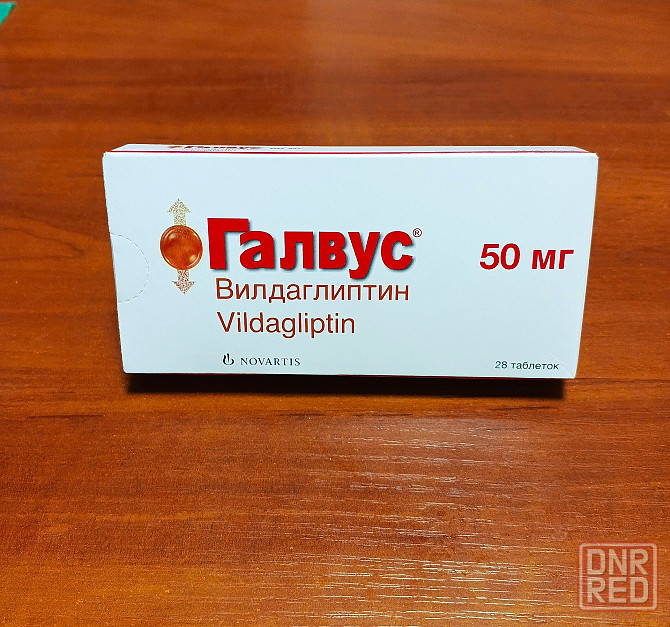 Галвус®
50 мг
Вилдаглиптин
Vildagliptin
NOVARTIS
28 таблеток
DNR
RED